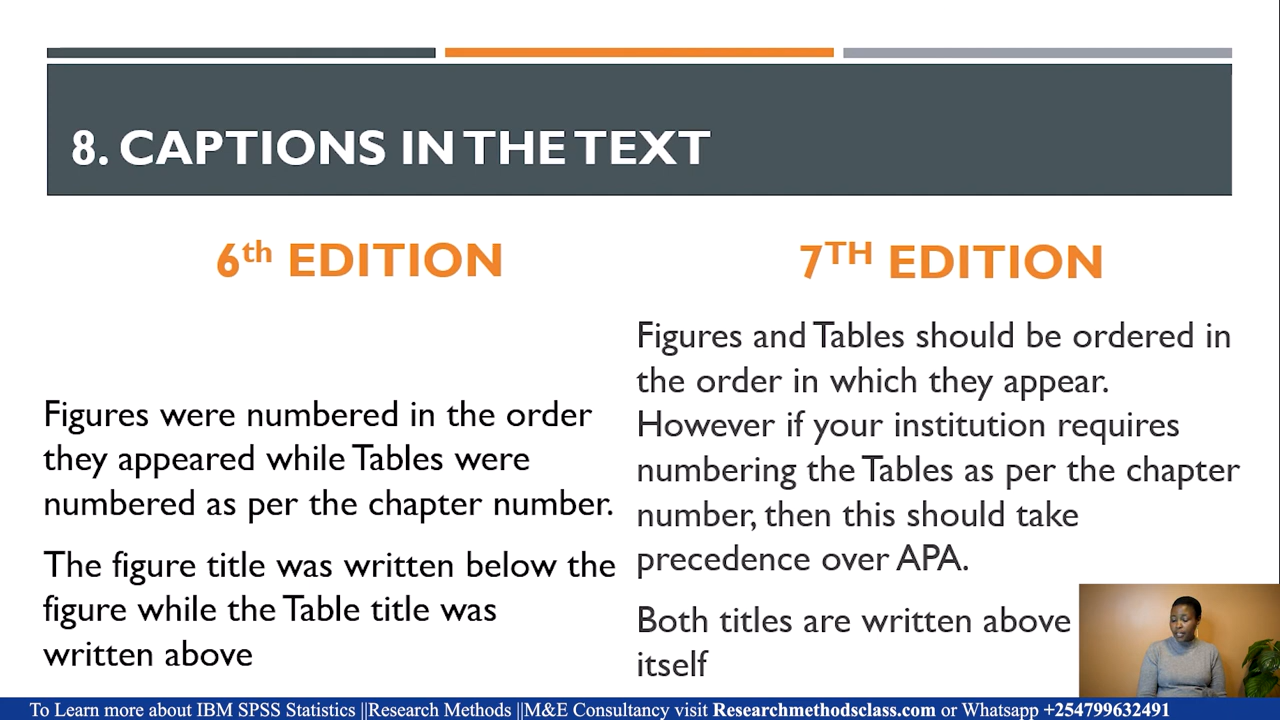 8. CAPTIONS IN THE TEXT
6th EDITION
Figures were numbered in the order
they appeared while Tables were
numbered as per the chapter number.
The figure title was written below the
figure while the Table title was
written above
7TH EDITION
Figures and Tables should be ordered in
the order in which they appear.
However if your institution requires
numbering the Tables as per the chapter
number, then this should take
precedence over APA.
Both titles are written above
itself
To Learn more about IBM SPSS Statistics ||Research Methods ||M&E Consultancy visit Researchmethodsclass.com or Whatsapp +254799632491